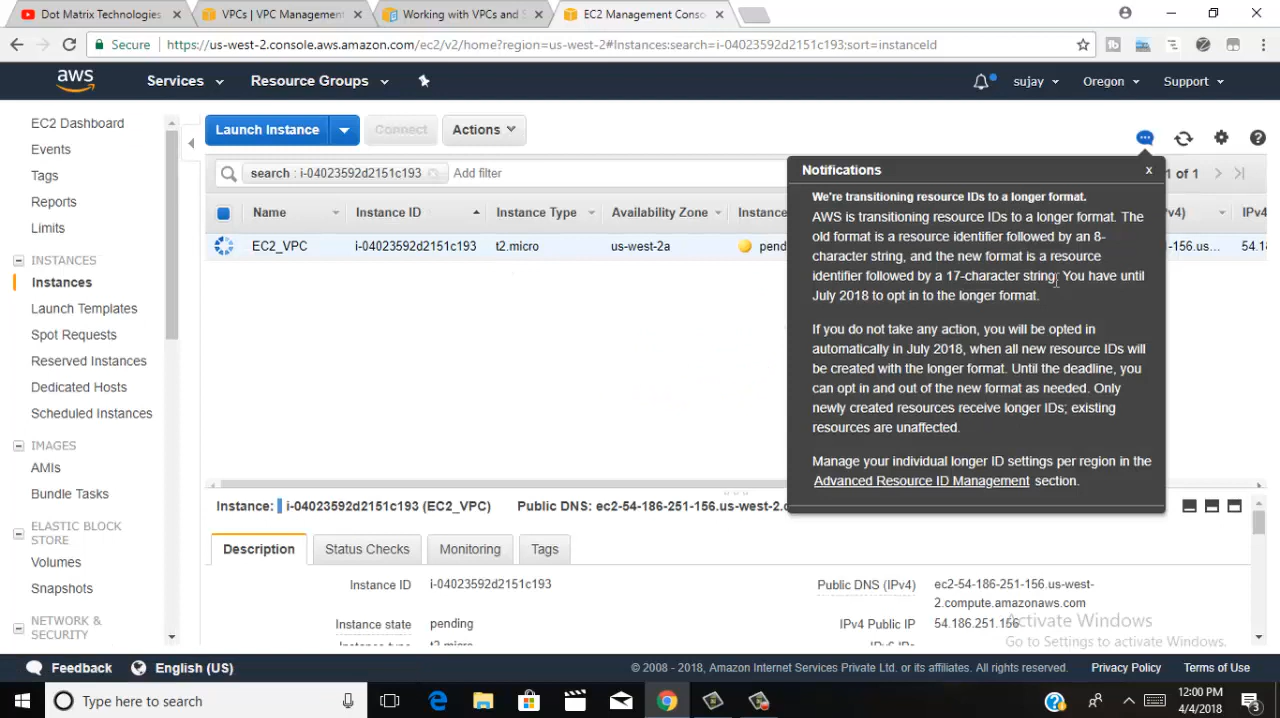 Dot Matrix Technologies
VPCs | VPC Management
Working with VPCs and S
EC2 Management Conso
Secure
https://us-west-2.console.aws.amazon.com/ec2/v2/home?region=us-west-2#Instances:search=i-04023592d2151c193;sort=instanceId
aws
Services
Resource Groups
sujay
Oregon
Support
EC2 Dashboard
Events
Tags
Reports
Limits
INSTANCES
Instances
Launch Templates
Spot Requests
Reserved Instances
Dedicated Hosts
Scheduled Instances
IMAGES
AMIs
Bundle Tasks
ELASTIC BLOCK
STORE
Volumes
Snapshots
NETWORK &
SECURITY
Launch Instance
Connect
Actions
search : i-04023592d2151c193
Add filter
1 of 1
Name
Instance ID
Instance Type
Availability Zone
Instance
v4)
IPv4
EC2_VPC
i-04023592d2151c193
t2.micro
us-west-2a
pend
-156.us...
54.18
Notifications
x
We're transitioning resource IDs to a longer format.
AWS is transitioning resource IDs to a longer format. The
old format is a resource identifier followed by an 8-
character string, and the new format is a resource
identifier followed by a 17-character string. You have until
July 2018 to opt in to the longer format.
If you do not take any action, you will be opted in
automatically in July 2018, when all new resource IDs will
be created with the longer format. Until the deadline, you
can opt in and out of the new format as needed. Only
newly created resources receive longer IDs; existing
resources are unaffected.
Manage your individual longer ID settings per region in the
Advanced Resource ID Management section.
Instance: i-04023592d2151c193 (EC2_VPC)
Public DNS: ec2-54-186-251-156.us-west-2.c
Description
Status Checks
Monitoring
Tags
Instance ID
i-04023592d2151c193
Public DNS (IPv4)
ec2-54-186-251-156.us-west-
2.compute.amazonaws.com
Instance state
pending
IPv4 Public IP
54.186.251.156
Activate Windows
Go to Settings to activate Windows.
Feedback
English (US)
© 2008 - 2018, Amazon Internet Services Private Ltd. or its affiliates. All rights reserved.
Privacy Policy
Terms of Use
Type here to search
12:00 PM
4/4/2018
3